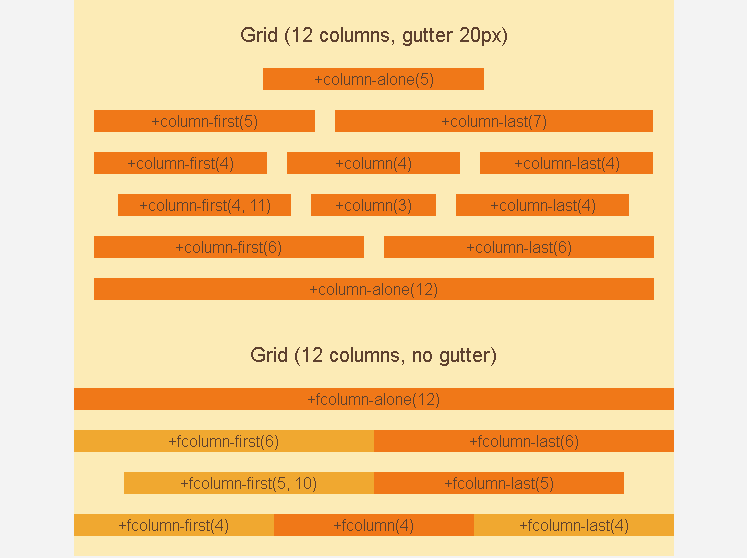 Grid (12 columns, gutter 20px)
+column-alone(5)
+column-first(5) +column-last(7)
+column-first(4) +column(4) +column-last(4)
+column-first(4, 11) +column(3) +column-last(4)
+column-first(6) +column-last(6)
+column-alone(12)
Grid (12 columns, no gutter)
+fcolumn-alone(12)
+fcolumn-first(6) +fcolumn-last(6)
+fcolumn-first(5, 10) +fcolumn-last(5)
+fcolumn-first(4) +fcolumn(4) +fcolumn-last(4)